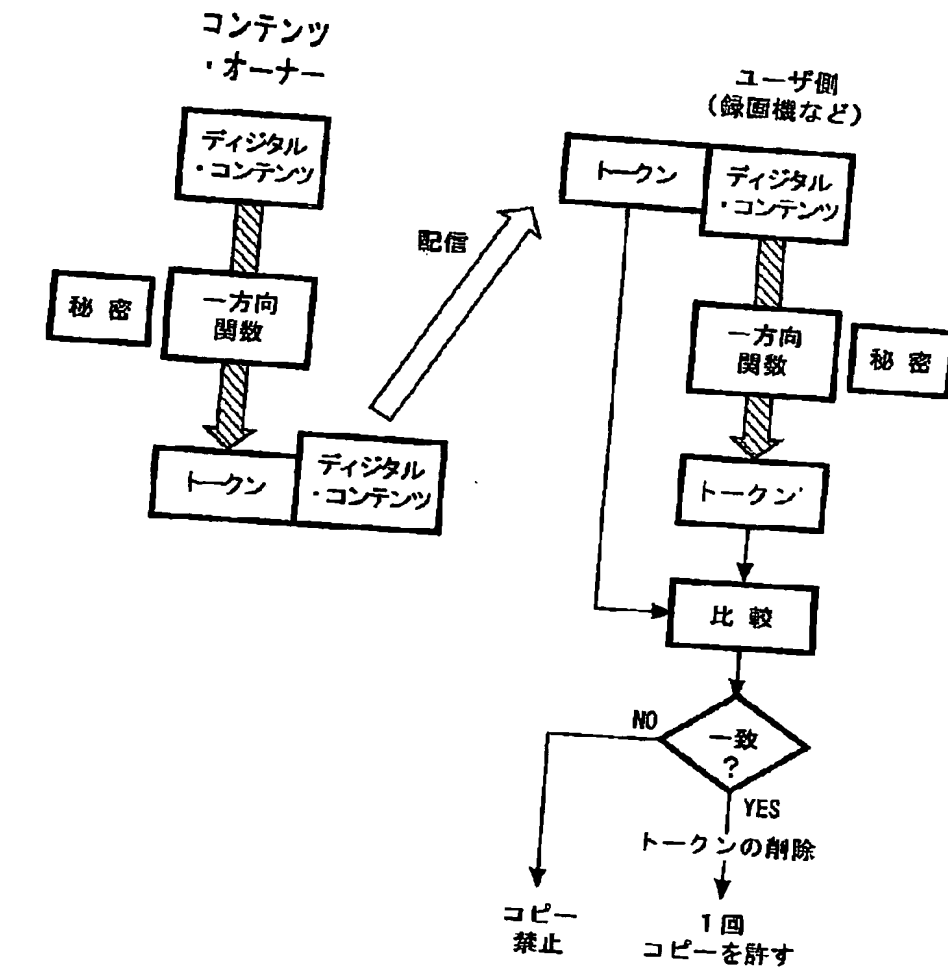 コンテンツ
・オーナー
ディジタル
・コンテンツ
秘密
一方向
関数
トークン
ディジタル
・コンテンツ
配信
ユーザ側
(録画機など)
トークン
ディジタル
・コンテンツ
一方向
関数
秘密
トークン'
比較
一致
?
NO
YES
トークンの削除
コピー
禁止
1回
コピーを許す